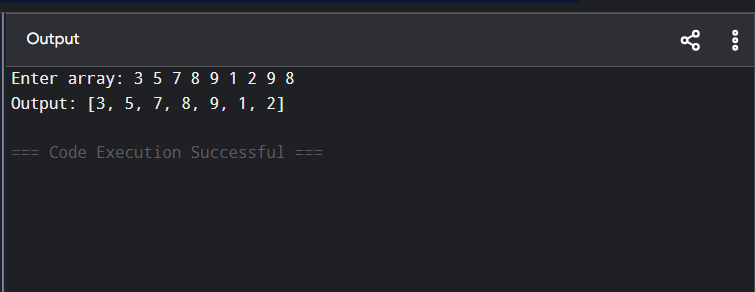 Output
Enter array: 3 5 7 8 9 1 2 9 8
Output: [3, 5, 7, 8, 9, 1, 2]
=== Code Execution Successful ===